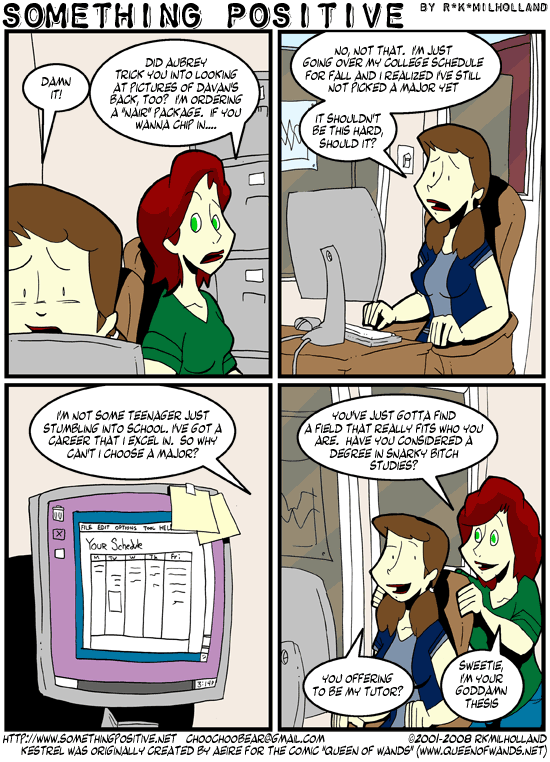 SOMETHING POSITIVE BY R*K*MILHOLLAND
DAMN
IT!
DID AUBREY
TRICK YOU INTO LOOKING
AT PICTURES OF DAVAN'S
BACK, TOO? I'M ORDERING
A "NAIR" PACKAGE. IF YOU
WANNA CHIP IN....
NO, NOT THAT. I'M JUST
GOING OVER MY COLLEGE SCHEDULE
FOR FALL AND I REALIZED I'VE STILL
NOT PICKED A MAJOR YET
IT SHOULDN'T
BE THIS HARD,
SHOULD IT?
I'M NOT SOME TEENAGER JUST
STUMBLING INTO SCHOOL. I'VE GOT A
CAREER THAT I EXCEL IN. SO WHY
CAN'T I CHOOSE A MAJOR?
FILE EDIT OPTIONS TOOL HELP
Your Schedule
M Tu W Th Fri
YOU'VE JUST GOTTA FIND
A FIELD THAT REALLY FITS WHO YOU
ARE. HAVE YOU CONSIDERED A
DEGREE IN SNARKY BITCH
STUDIES?
YOU OFFERING
TO BE MY TUTOR?
SWEETIE,
I'M YOUR
GODDAMN
THESIS
HTTP://WWW.SOMETHINGPOSITIVE.NET CHOOCHOOBEAR@GMAIL.COM ©2001-2008 RKMILHOLLAND
KESTREL WAS ORIGINALLY CREATED BY AEIRE FOR THE COMIC "QUEEN OF WANDS" (WWW.QUEENOFWANDS.NET)